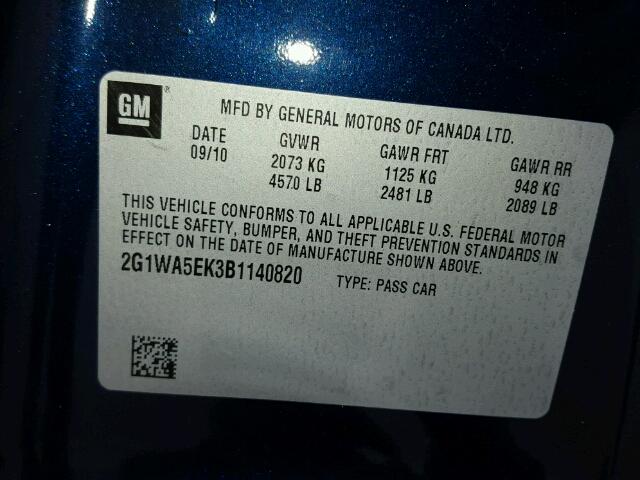 GM ®
MFD BY GENERAL MOTORS OF CANADA LTD.
DATE GVWR GAWR FRT GAWR RR
09/10 2073 KG 1125 KG 948 KG
4570 LB 2481 LB 2089 LB
THIS VEHICLE CONFORMS TO ALL APPLICABLE U.S. FEDERAL MOTOR
VEHICLE SAFETY, BUMPER, AND THEFT PREVENTION STANDARDS IN
EFFECT ON THE DATE OF MANUFACTURE SHOWN ABOVE.
2G1WA5EK3B1140820 TYPE: PASS CAR